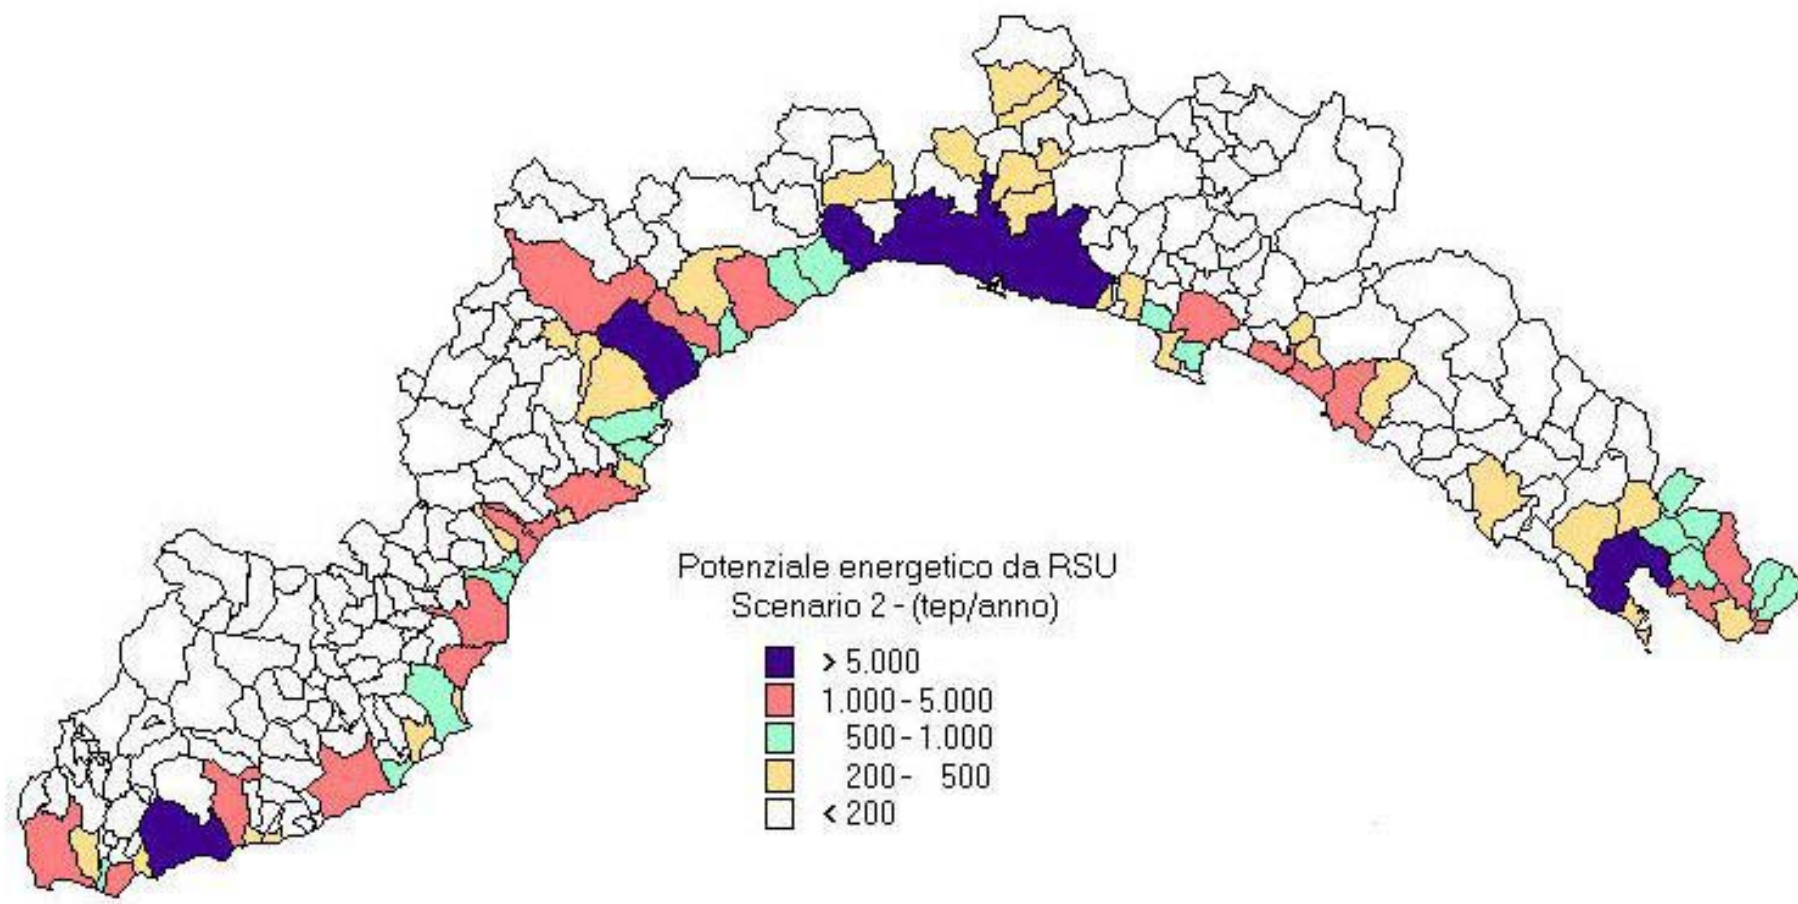 Potenziale energetico da RSU
Scenario 2 - (tep/anno)
> 5.000
1.000 - 5.000
500 - 1.000
200 - 500
< 200